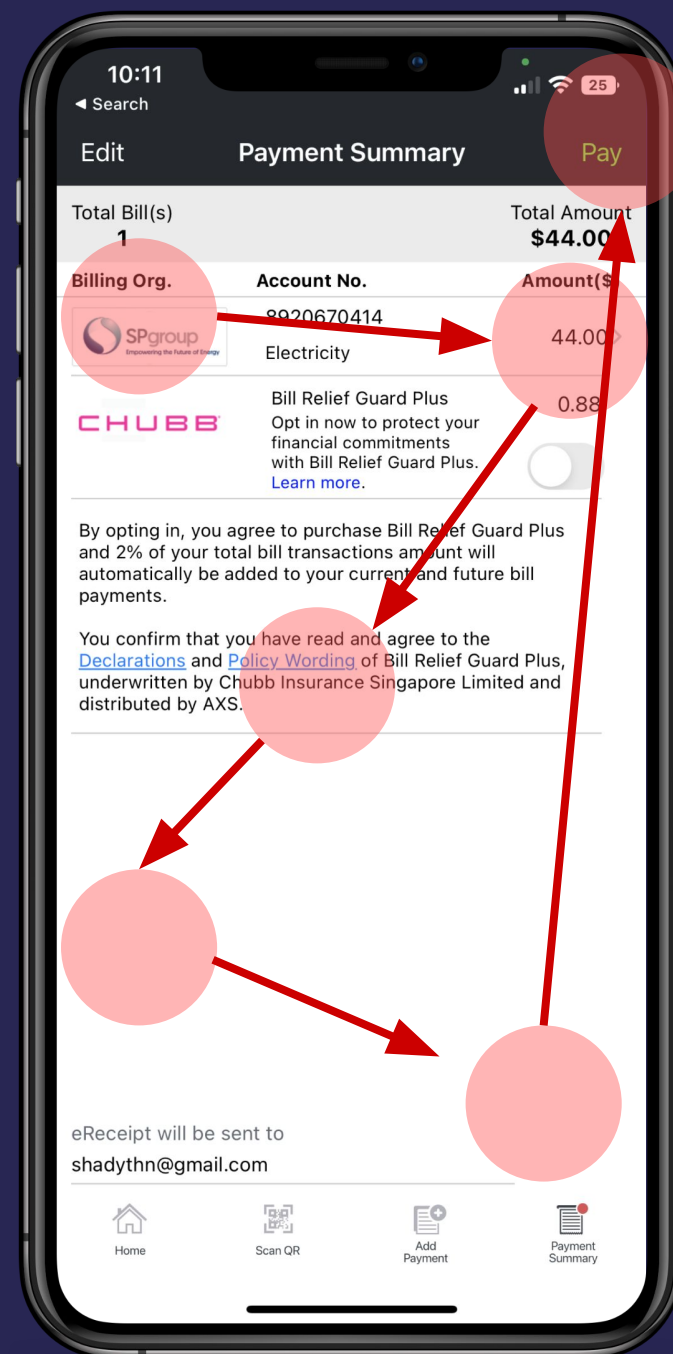 10:11
25
◀ Search
Edit
Payment Summary
Pay
Total Bill(s)
Total Amount
1
$44.00
Billing Org.
Account No.
Amount($
SPgroup
Empowering the Future of Energy
8920670414
Electricity
44.00
CHUBB
Bill Relief Guard Plus
0.88
Opt in now to protect your
financial commitments
with Bill Relief Guard Plus.
Learn more.
By opting in, you agree to purchase Bill Relief Guard Plus
and 2% of your total bill transactions amount will
automatically be added to your current and future bill
payments.
You confirm that you have read and agree to the
Declarations and Policy Wording of Bill Relief Guard Plus,
underwritten by Chubb Insurance Singapore Limited and
distributed by AXS.
eReceipt will be sent to
shadythn@gmail.com
Home
Scan QR
Add
Payment
Payment
Summary